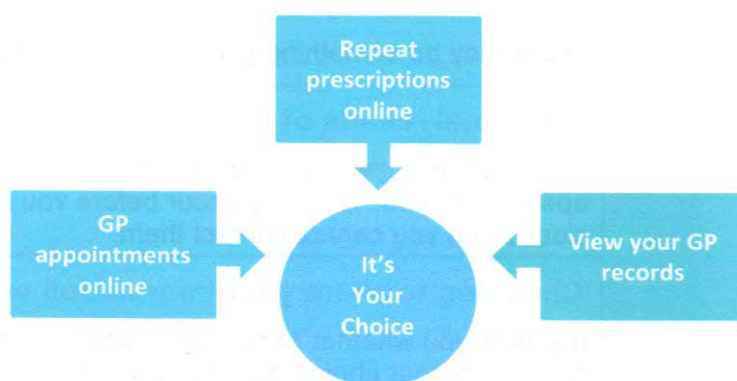 Repeat
prescriptions
online
GP
appointments
online
It's
Your
Choice
View your GP
records